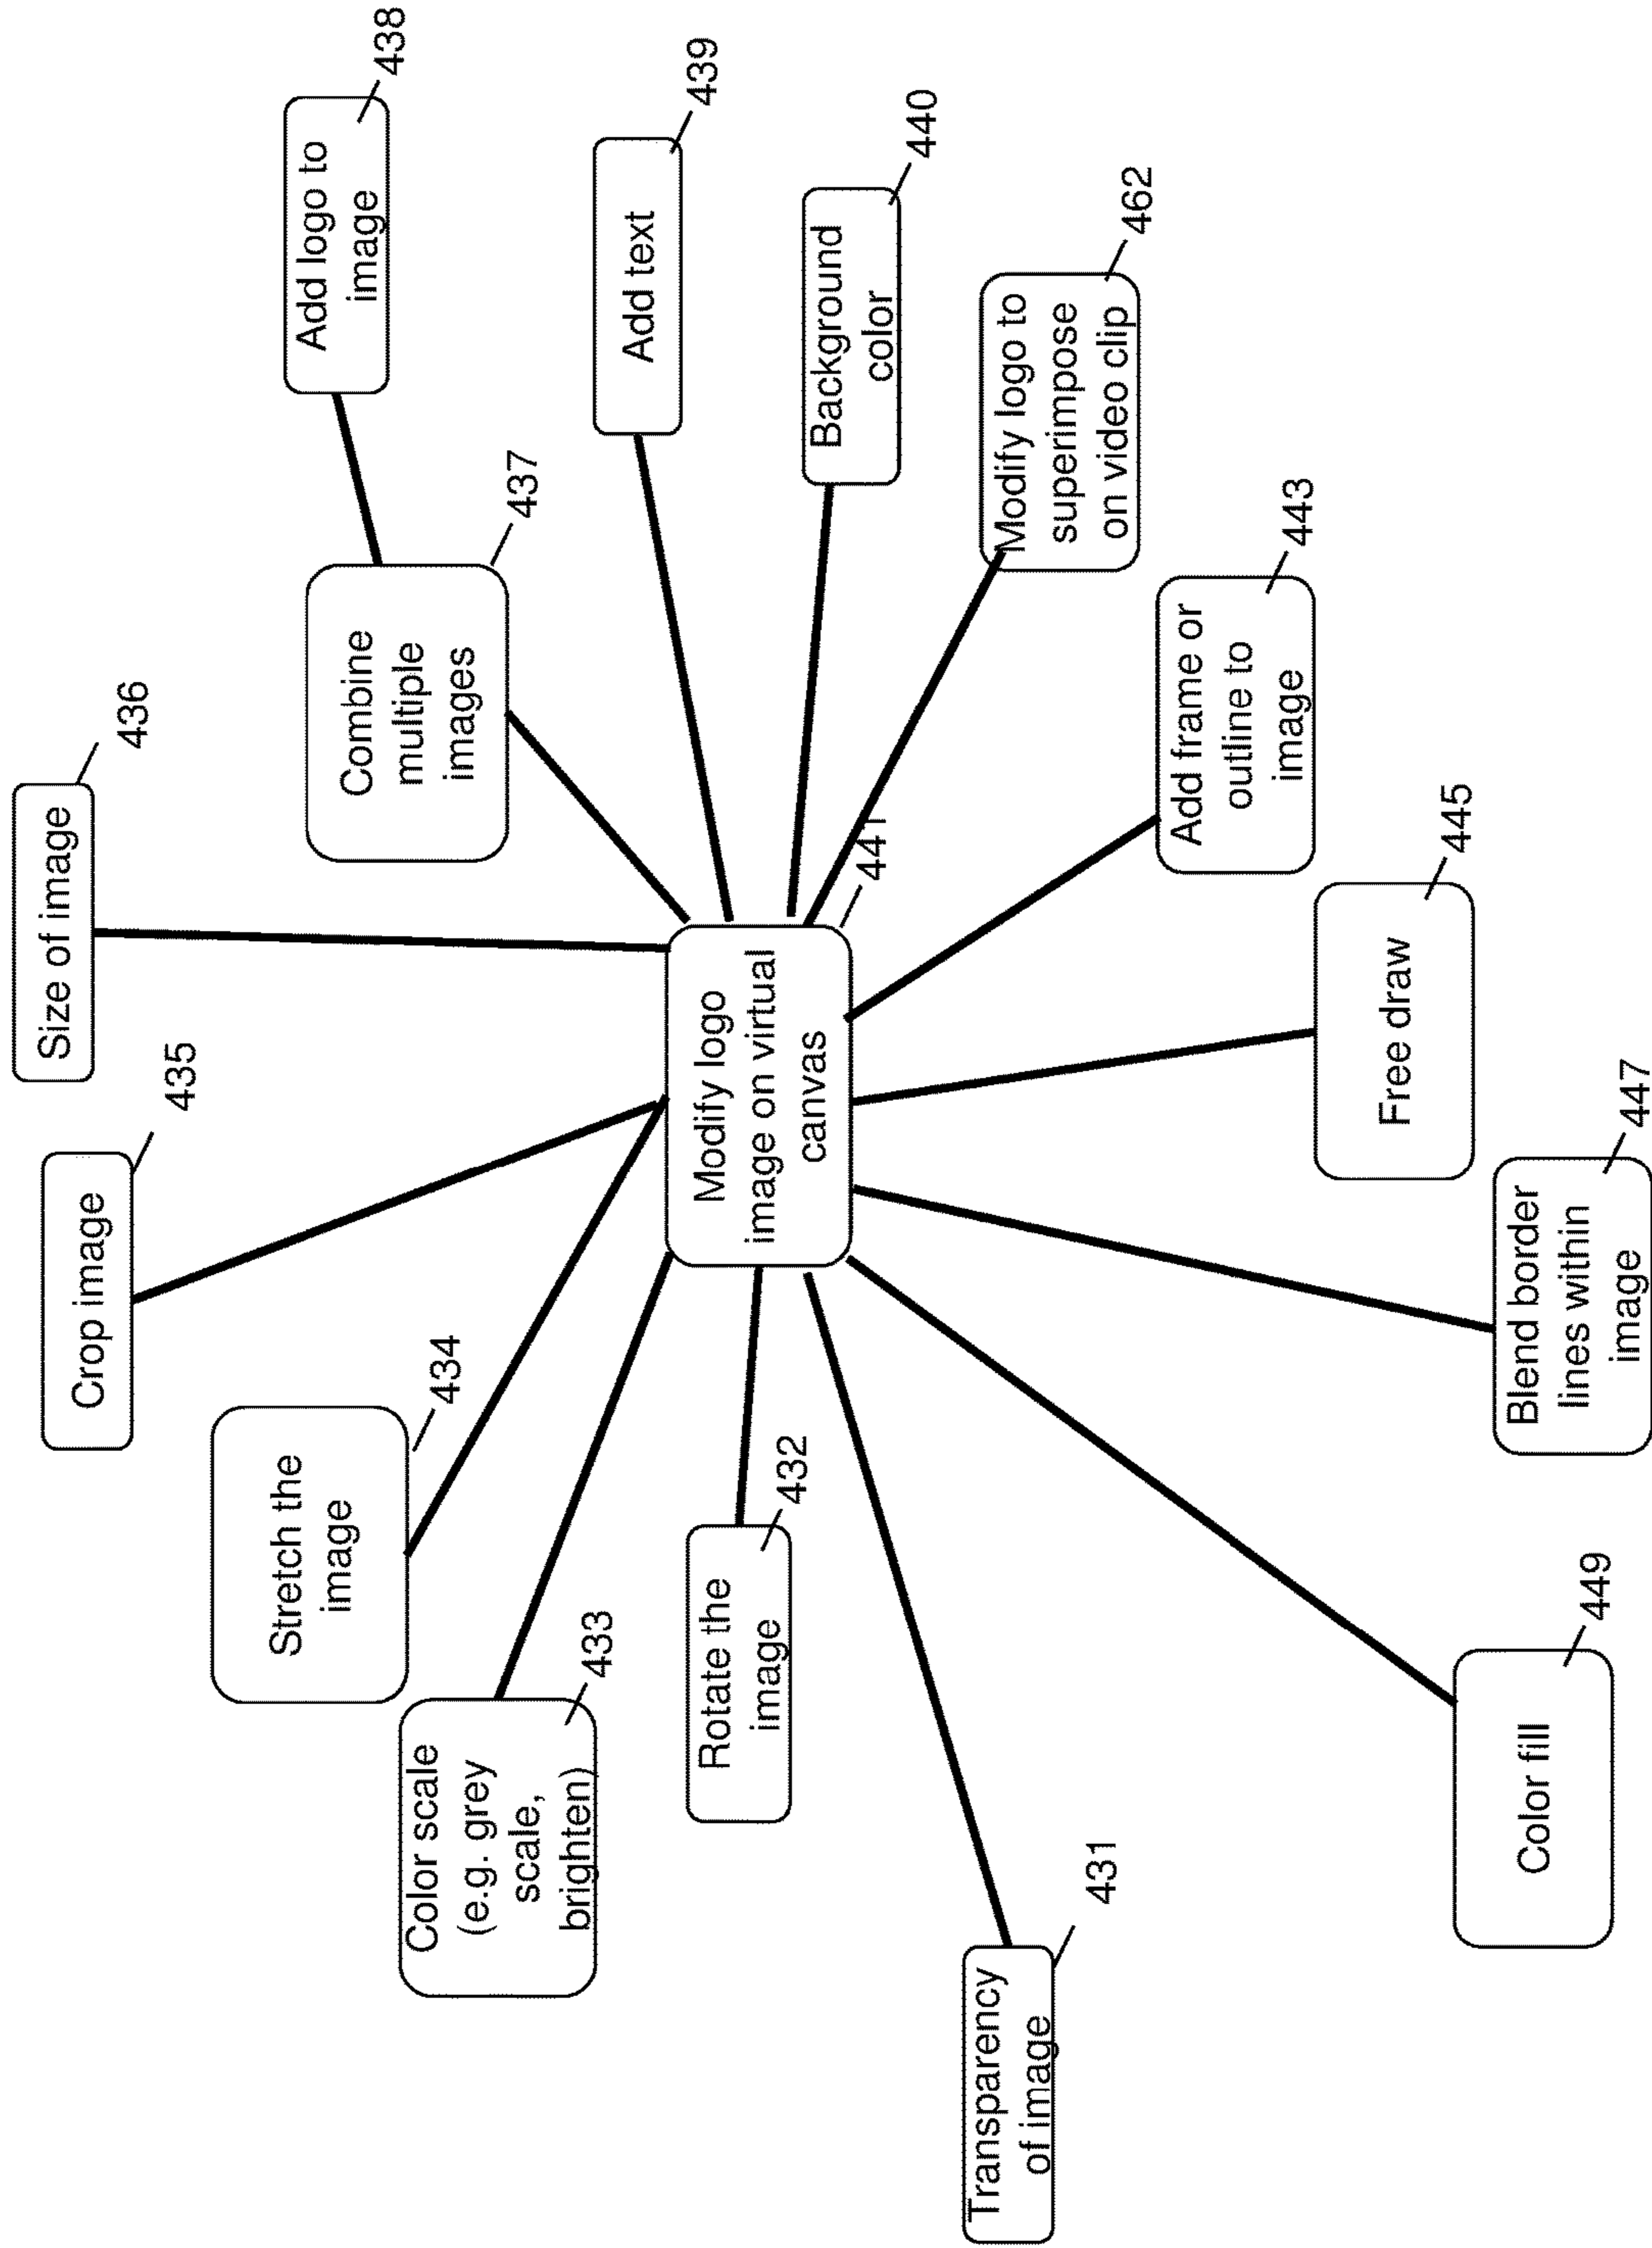 Size of image
436
Crop image
435
Stretch the
image
434
Combine
multiple
images
437
Add logo to
image
438
Color scale
(e.g. grey
scale,
brighten)
433
Add text
439
Modify logo
image on virtual
canvas
441
Rotate the
image
432
Background
color
440
Transparency
of image
431
Modify logo to
superimpose
on video clip
462
Add frame or
outline to
image
443
Free draw
445
Color fill
449
Blend border
lines within
image
447